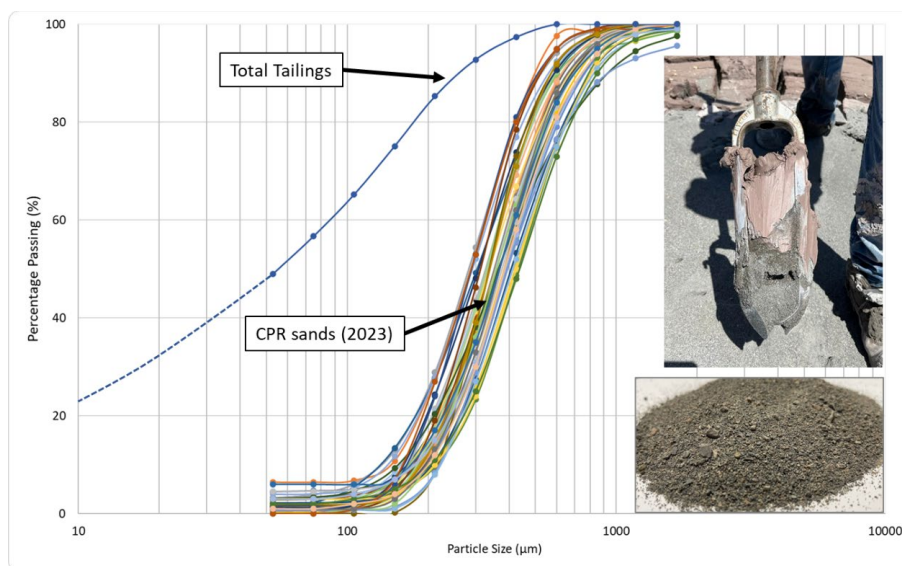 100
80
60
40
20
0
Percentage Passing (%)
Total Tailings
CPR sands (2023)
10
100
1000
10000
Particle Size (µm)